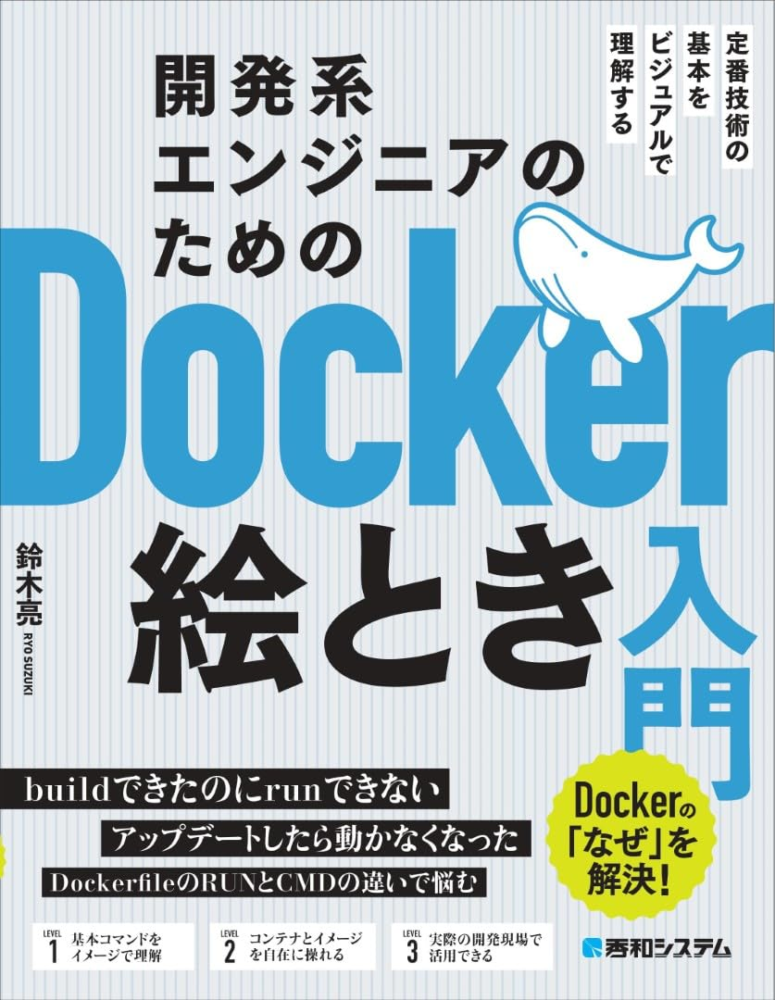 定番技術の
基本を
ビジュアルで
理解する
開発系
エンジニアの
ための
Docker
絵とき
入門
鈴木亮
RYO SUZUKI
buildできたのにrunできない
アップデートしたら動かなくなった
DockerfileのRUNとCMDの違いで悩む
Dockerの
「なぜ」を
解決!
LEVEL
1
基本コマンドを
イメージで理解
LEVEL
2
コンテナとイメージ
を自在に操れる
LEVEL
3
実際の開発現場で
活用できる
秀和システム